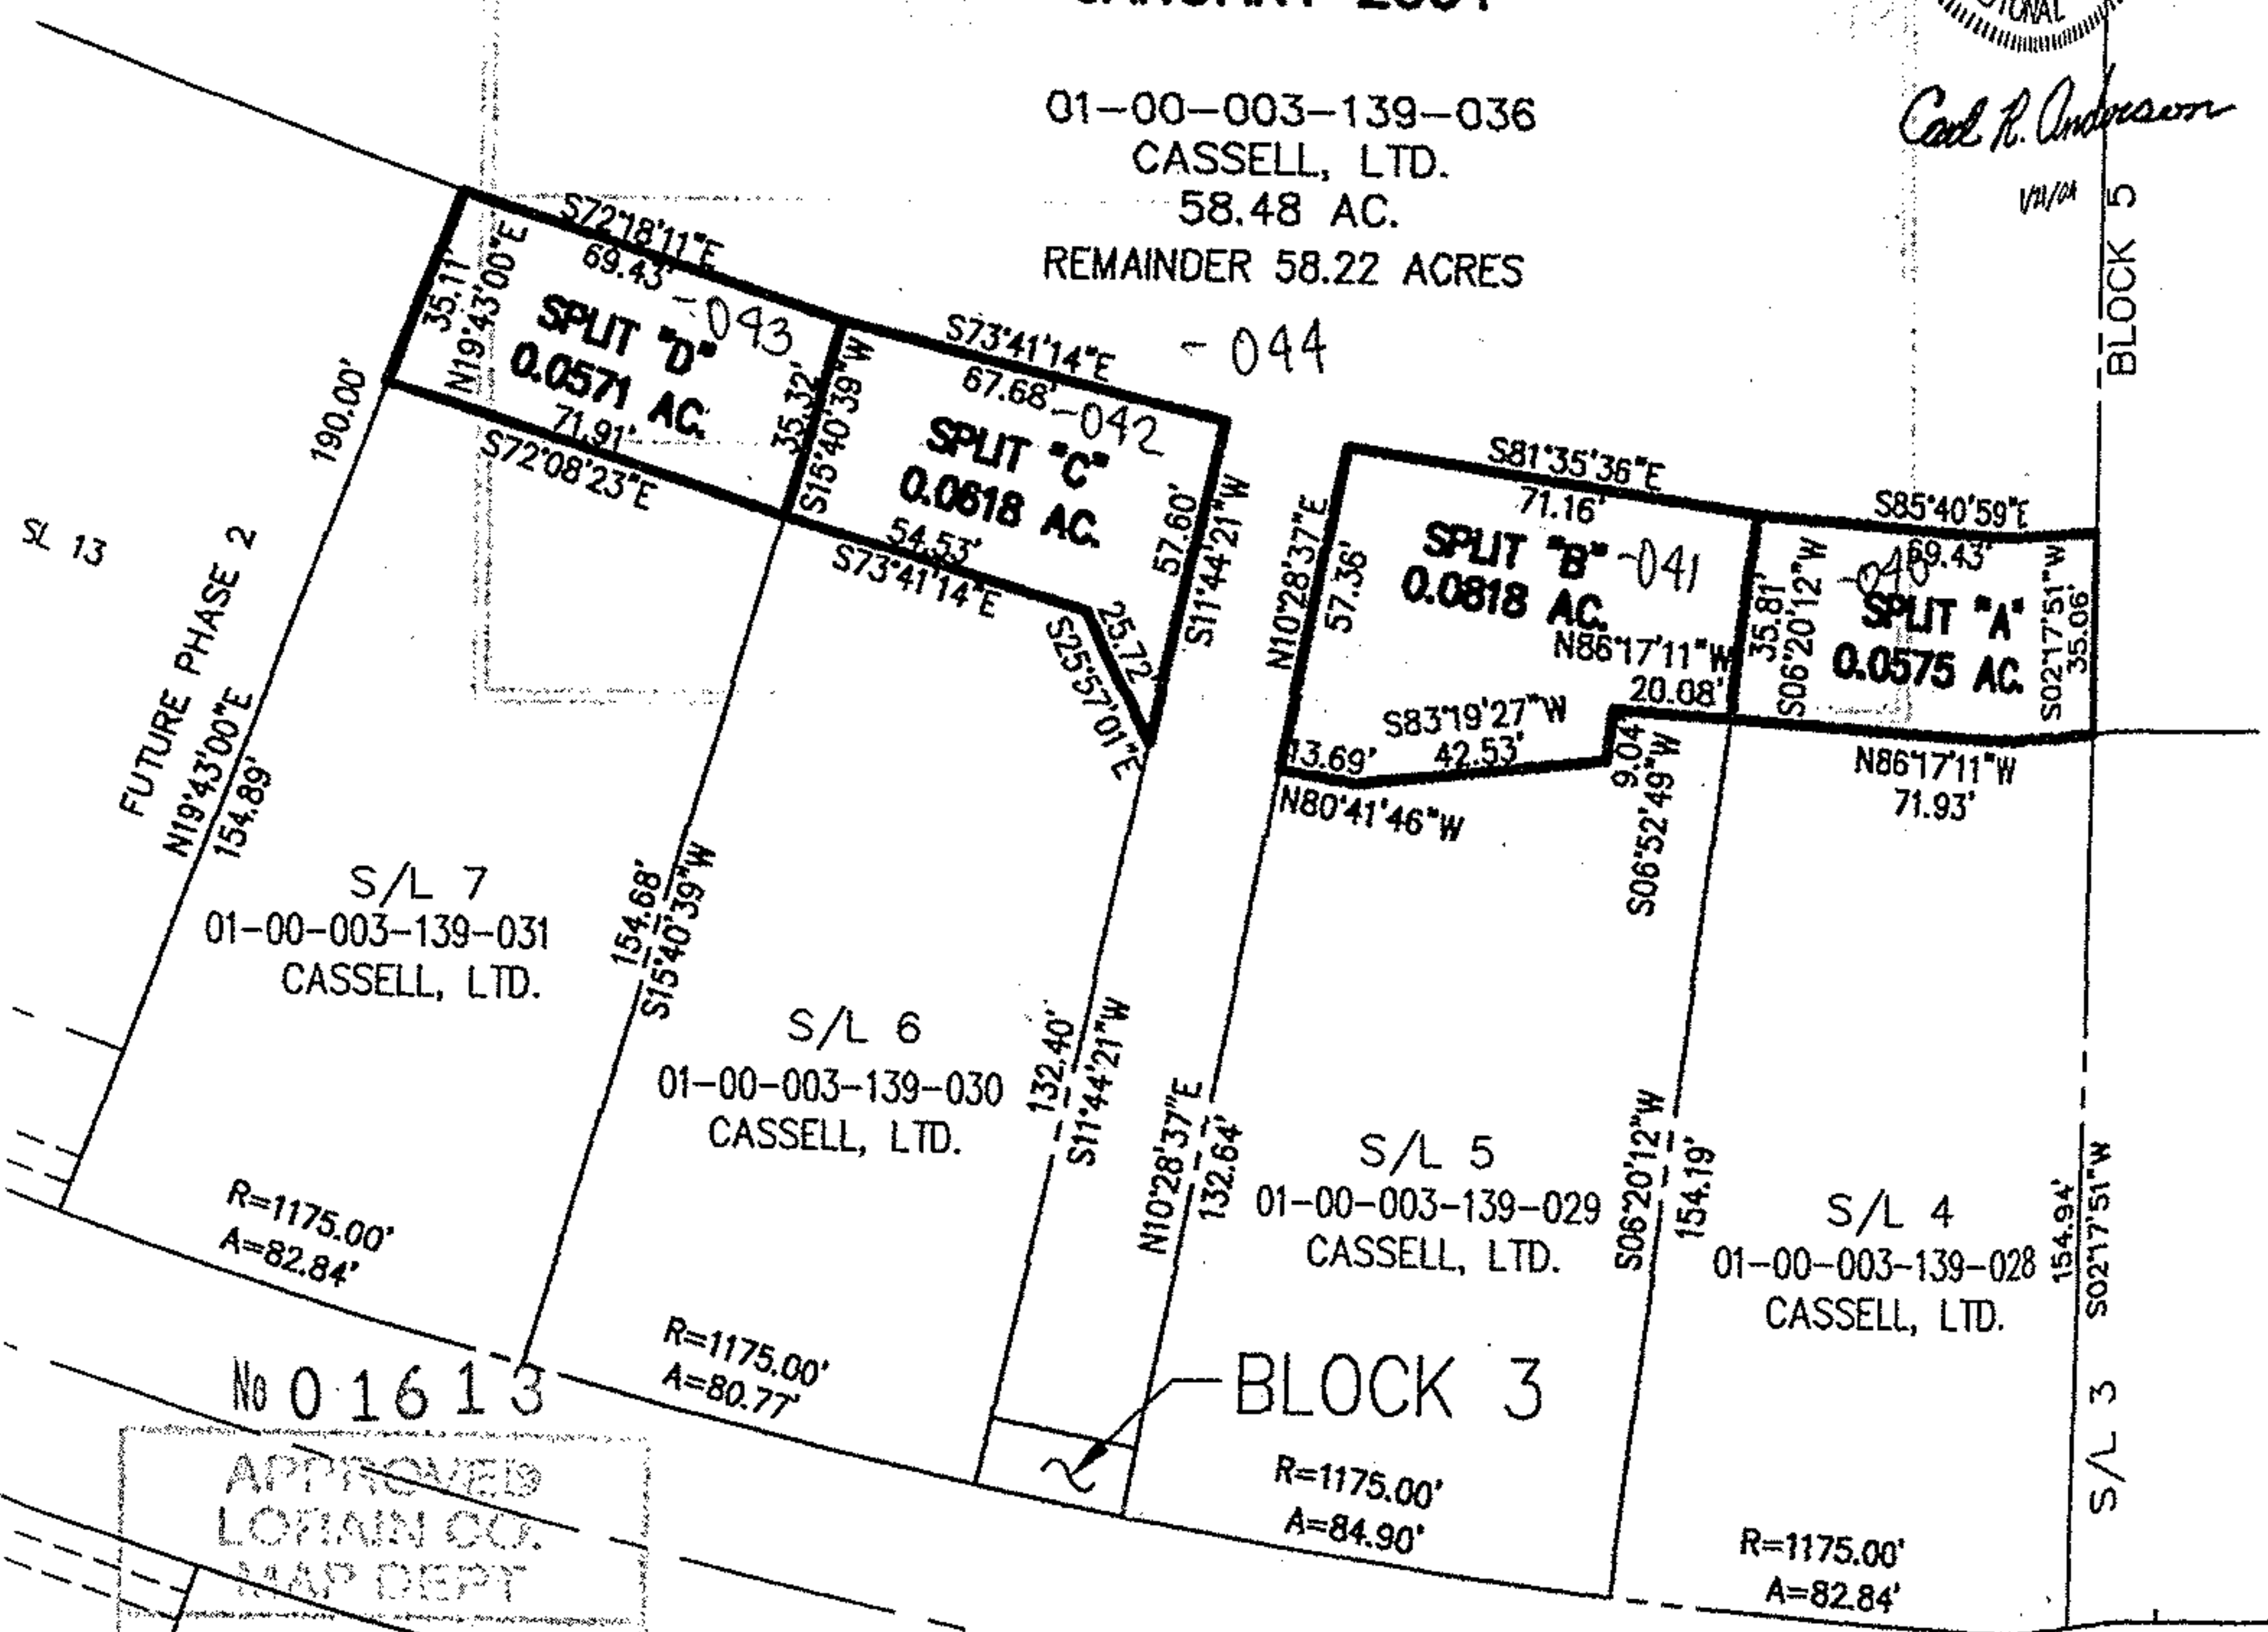 01-00-003-139-036
CASSELL, LTD.
58.48 AC.
REMAINDER 58.22 ACRES
-044
Carl R. Anderson
BLOCK 5
S72°18'11"E
69.43'
-043
35.11'
N19°43'00"E
SPLIT "D"
0.0571 AC.
71.91'
S72°08'23"E
35.32'
S15°40'39"W
S73°41'14"E
67.68'
-042
SPLIT "C"
0.0618 AC.
54.53'
S73°41'14"E
57.60'
S11°44'21"W
25.72'
S25°57'01"E
S81°35'36"E
71.16'
N10°28'37"E
57.36'
SPLIT "B"
-041
0.0818 AC.
N86°17'11"W
20.08'
S83°19'27"W
42.53'
13.69'
N80°41'46"W
9.04'
S06°52'49"W
S85°40'59"E
69.43'
-040
35.81'
S06°20'12"W
SPLIT "A"
0.0575 AC.
S02°17'51"W
35.06'
N86°17'11"W
71.93'
190.00'
SL 13
FUTURE PHASE 2
N19°43'00"E
154.89'
S/L 7
01-00-003-139-031
CASSELL, LTD.
154.68'
S15°40'39"W
S/L 6
01-00-003-139-030
CASSELL, LTD.
132.40'
S11°44'21"W
N10°28'37"E
132.64'
S/L 5
01-00-003-139-029
CASSELL, LTD.
S06°20'12"W
154.19'
S/L 4
01-00-003-139-028
CASSELL, LTD.
154.94'
S02°17'51"W
S/L 3
R=1175.00'
A=82.84'
R=1175.00'
A=80.77'
BLOCK 3
R=1175.00'
A=84.90'
R=1175.00'
A=82.84'
No 01613
APPROVED
LORAIN CO.
MAP DEPT